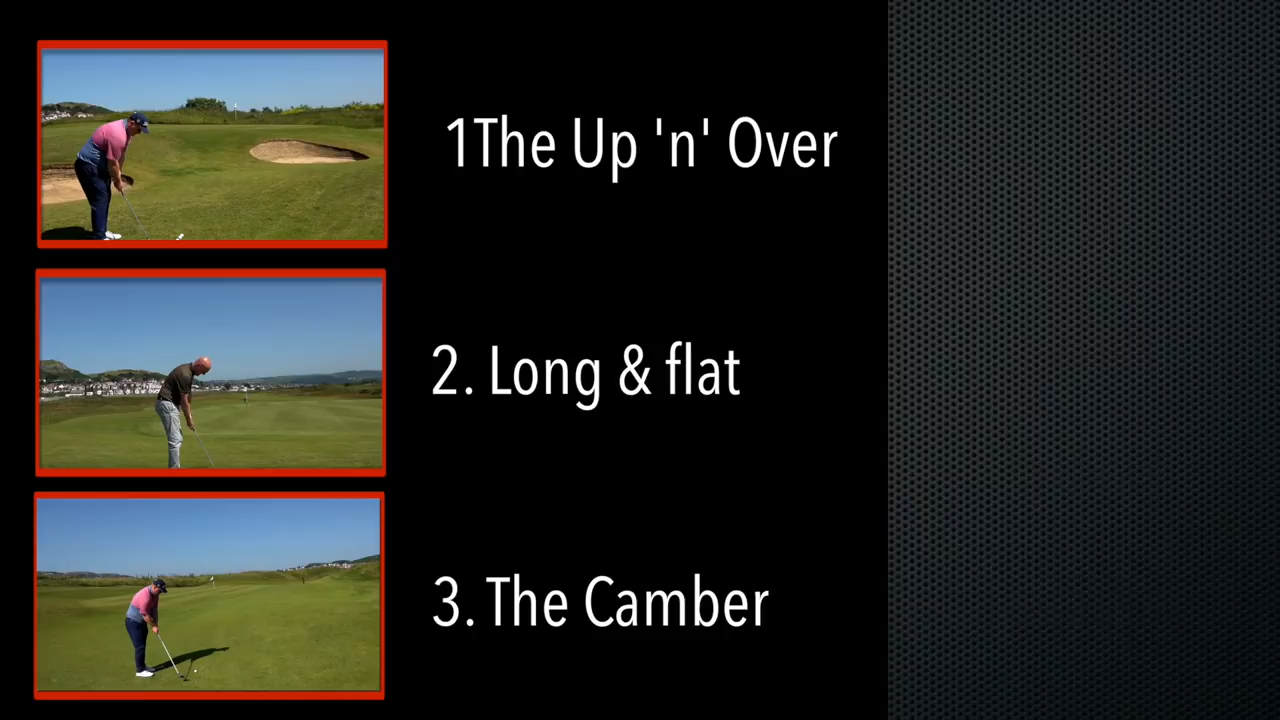 1The Up 'n' Over
2. Long & flat
3. The Camber